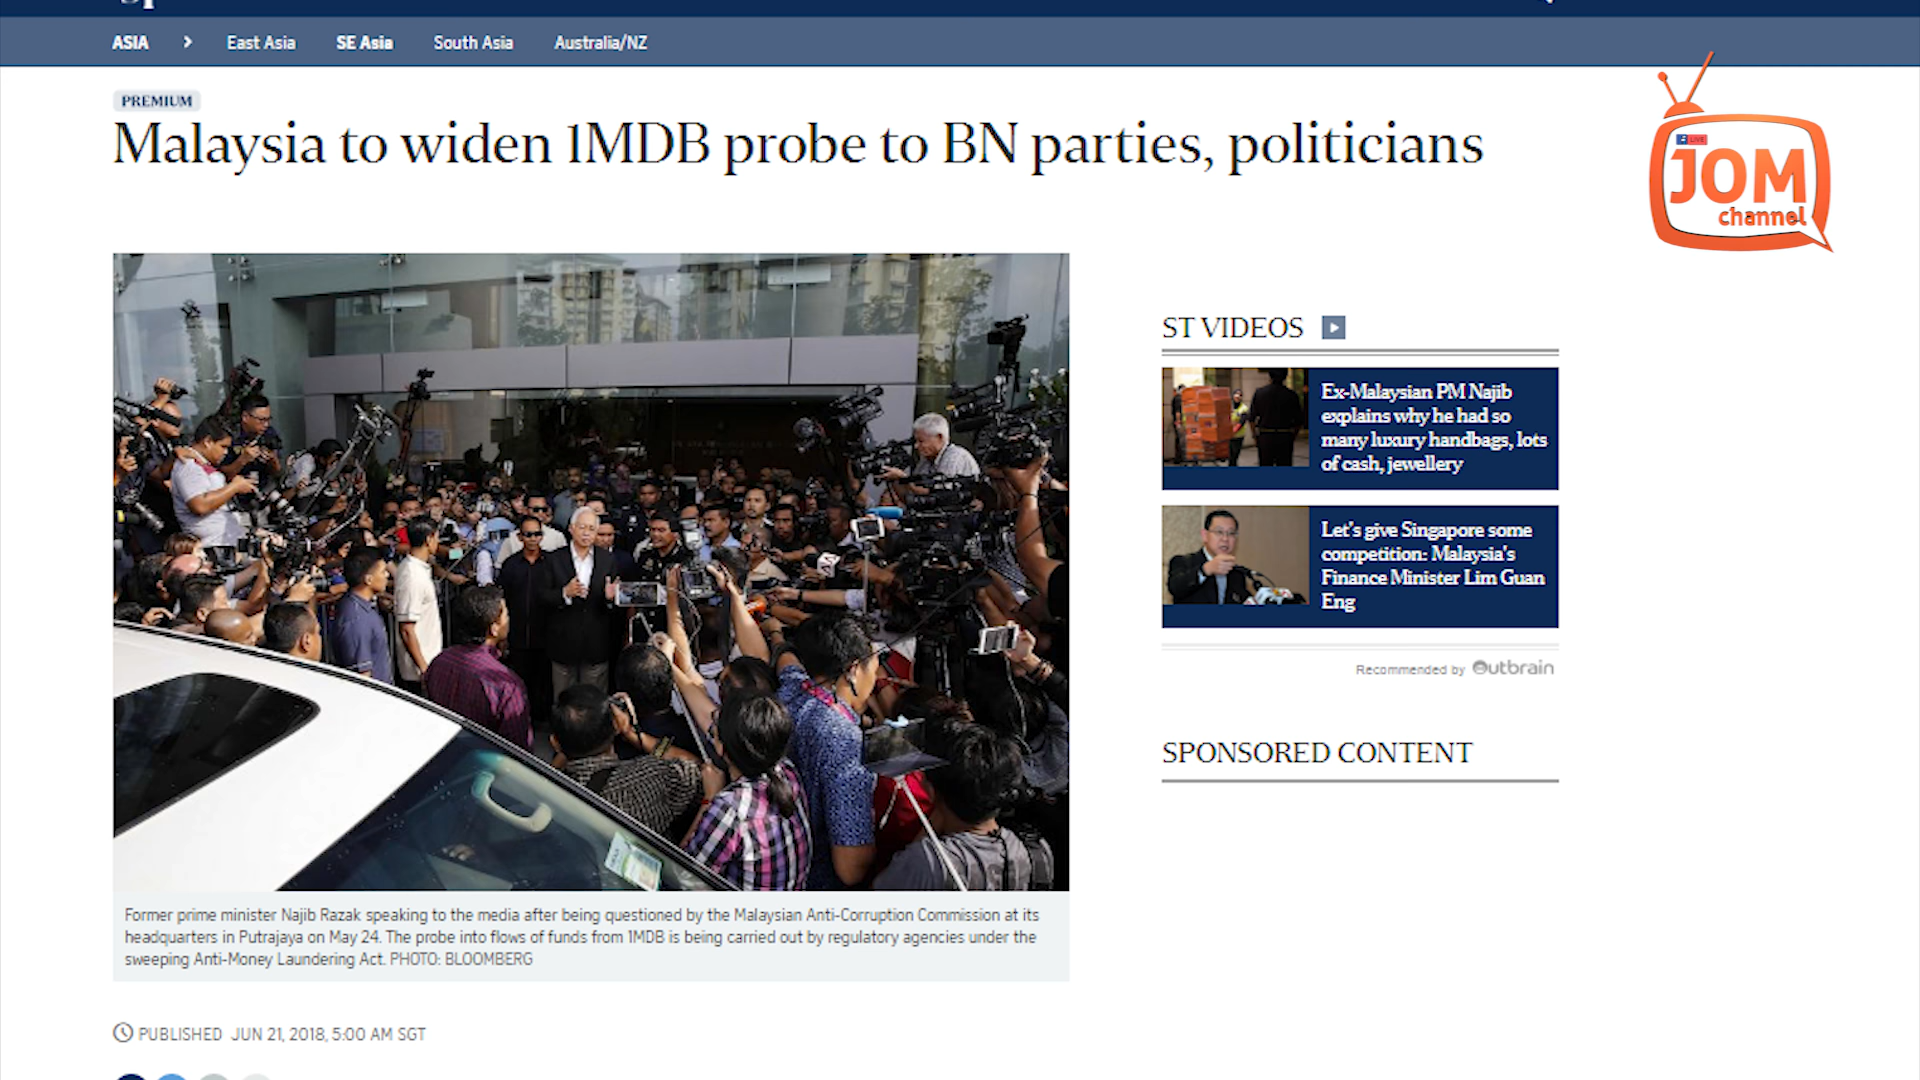 ASIA > East Asia SE Asia South Asia Australia/NZ
PREMIUM
Malaysia to widen 1MDB probe to BN parties, politicians
LIVE
JOM
channel
ST VIDEOS
Ex-Malaysian PM Najib
explains why he had so
many luxury handbags, lots
of cash, jewellery
Let's give Singapore some
competition: Malaysia's
Finance Minister Lim Guan
Eng
Recommended by Outbrain
SPONSORED CONTENT
Former prime minister Najib Razak speaking to the media after being questioned by the Malaysian Anti-Corruption Commission at its
headquarters in Putrajaya on May 24. The probe into flows of funds from 1MDB is being carried out by regulatory agencies under the
sweeping Anti-Money Laundering Act. PHOTO: BLOOMBERG
PUBLISHED JUN 21, 2018, 5:00 AM SGT